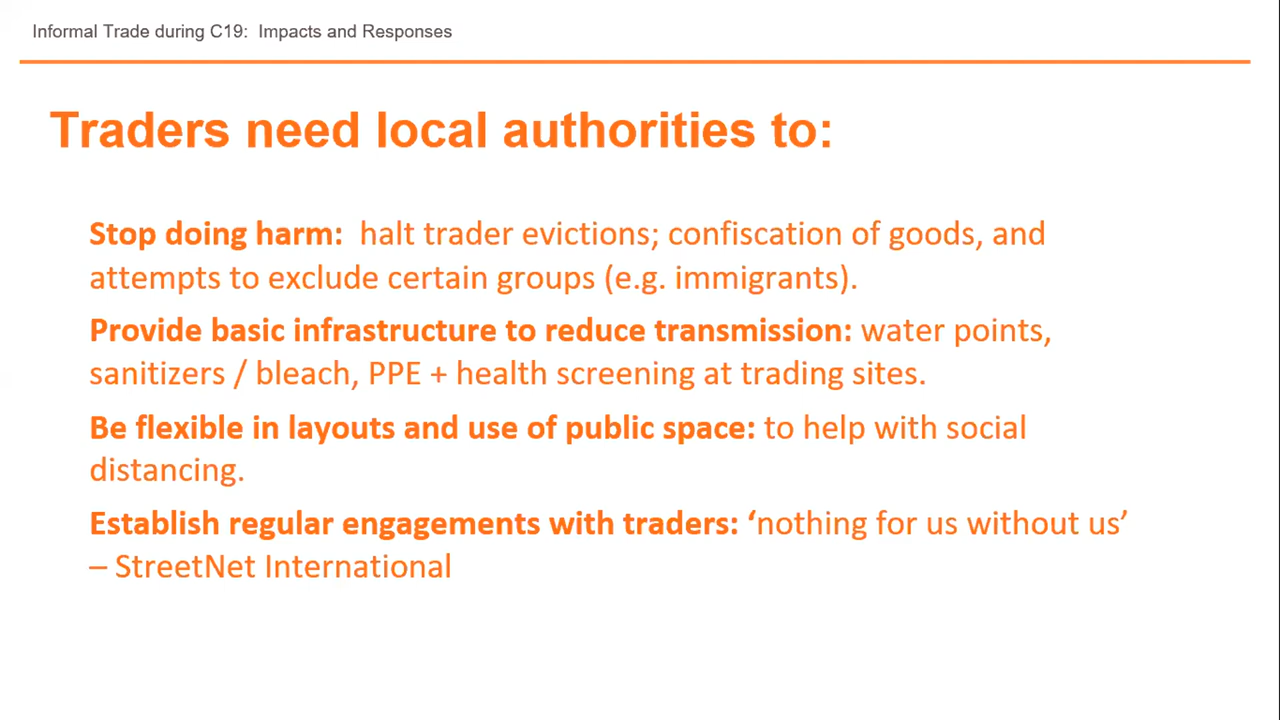 Informal Trade during C19:  Impacts and Responses
Traders need local authorities to:
Stop doing harm:  halt trader evictions; confiscation of goods, and
attempts to exclude certain groups (e.g. immigrants).
Provide basic infrastructure to reduce transmission: water points,
sanitizers / bleach, PPE + health screening at trading sites.
Be flexible in layouts and use of public space: to help with social
distancing.
Establish regular engagements with traders: ‘nothing for us without us’
– StreetNet International